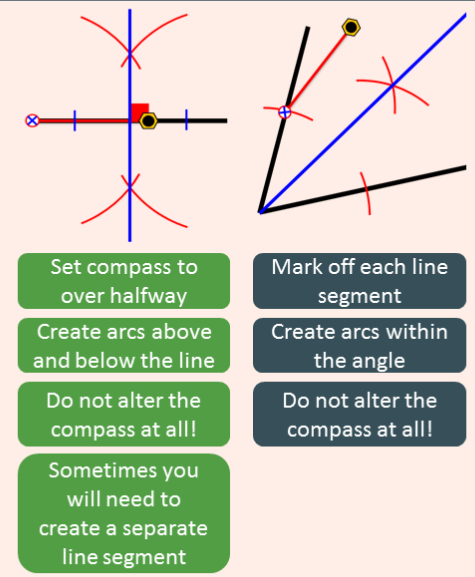 Set compass to
over halfway
Create arcs above
and below the line
Do not alter the
compass at all!
Sometimes you
will need to
create a separate
line segment
Mark off each line
segment
Create arcs within
the angle
Do not alter the
compass at all!